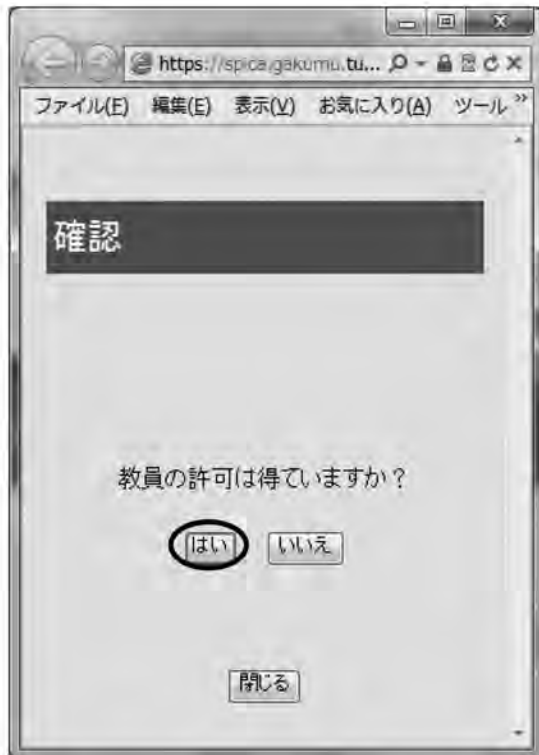 https://spica.gakumu.tu...
ファイル(F) 編集(E) 表示(V) お気に入り(A) ツール »
確認
教員の許可は得ていますか？
はい いいえ
閉じる